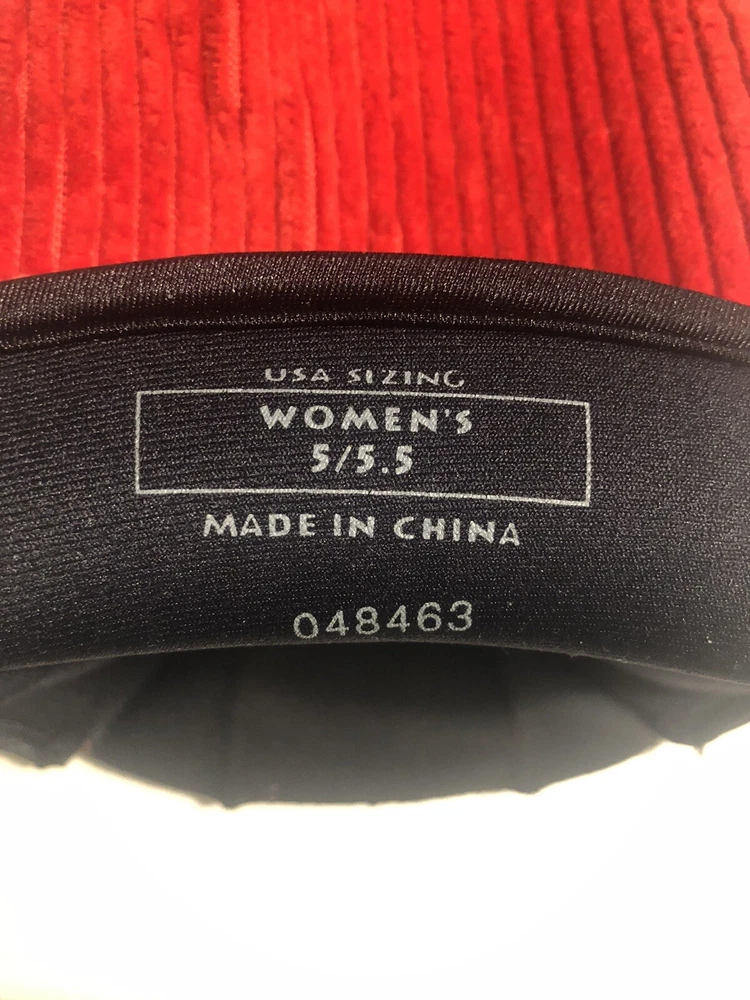 USA SIZING
WOMEN'S
5/5.5
MADE IN CHINA
048463